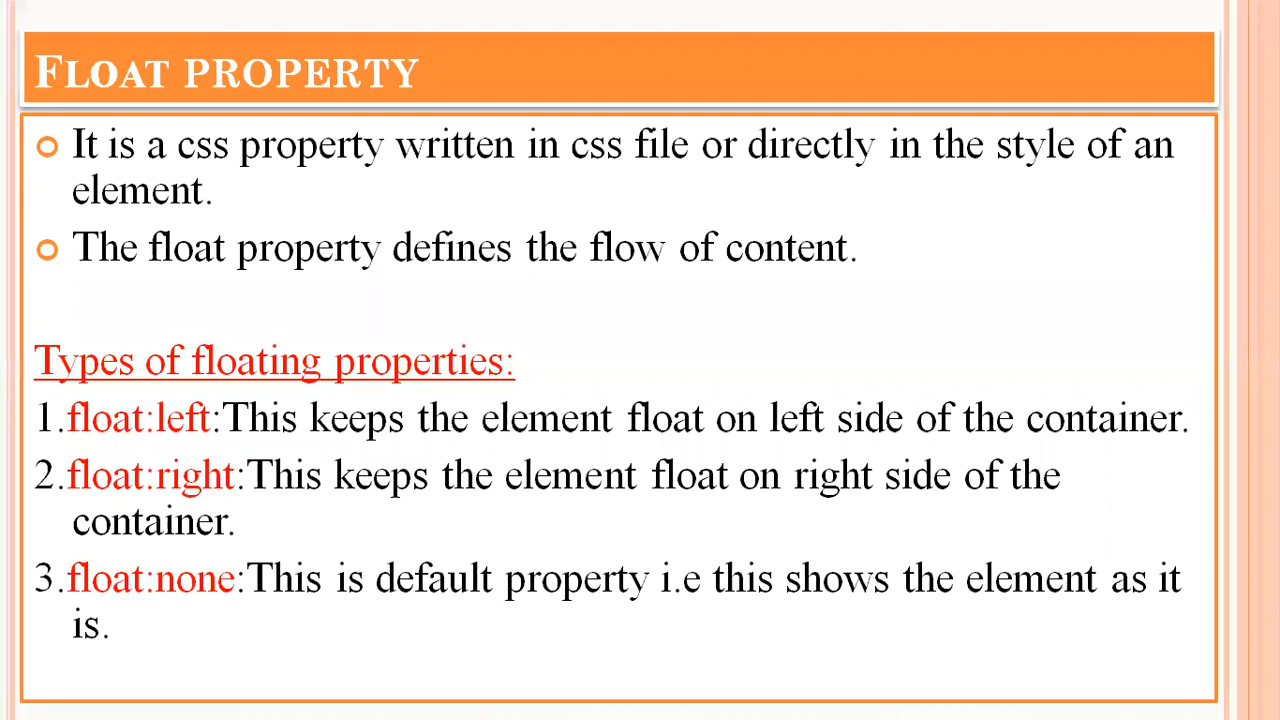 FLOAT PROPERTY
It is a css property written in css file or directly in the style of an
element.
The float property defines the flow of content.
Types of floating properties:
1.float:left:This keeps the element float on left side of the container.
2.float:right:This keeps the element float on right side of the
container.
3.float:none:This is default property i.e this shows the element as it
is.